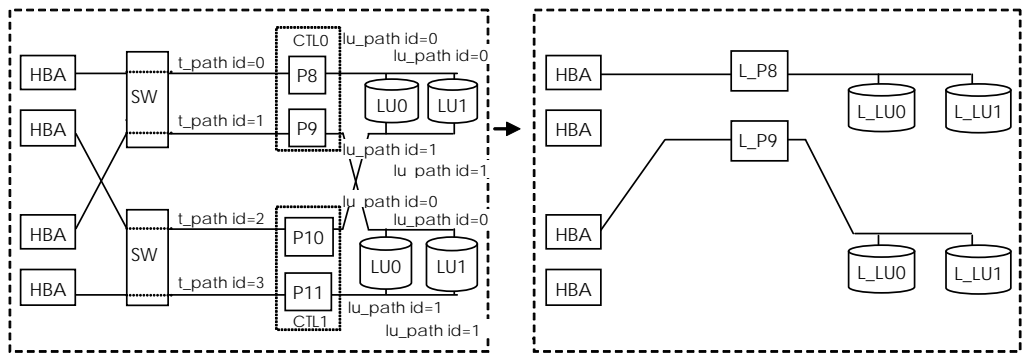 CTL0
lu_path id=0
lu_path id=0
HBA
SW
t_path id=0
P8
LU0
LU1
HBA
t_path id=1
P9
lu_path id=1
lu path id=1
lu_path id=0
lu_path id=0
HBA
SW
t_path id=2
P10
LU0
LU1
HBA
t_path id=3
P11
CTL1
lu_path id=1
lu_path id=1
HBA
L_P8
L_LU0
L_LU1
HBA
L_P9
HBA
L_LU0
L_LU1
HBA